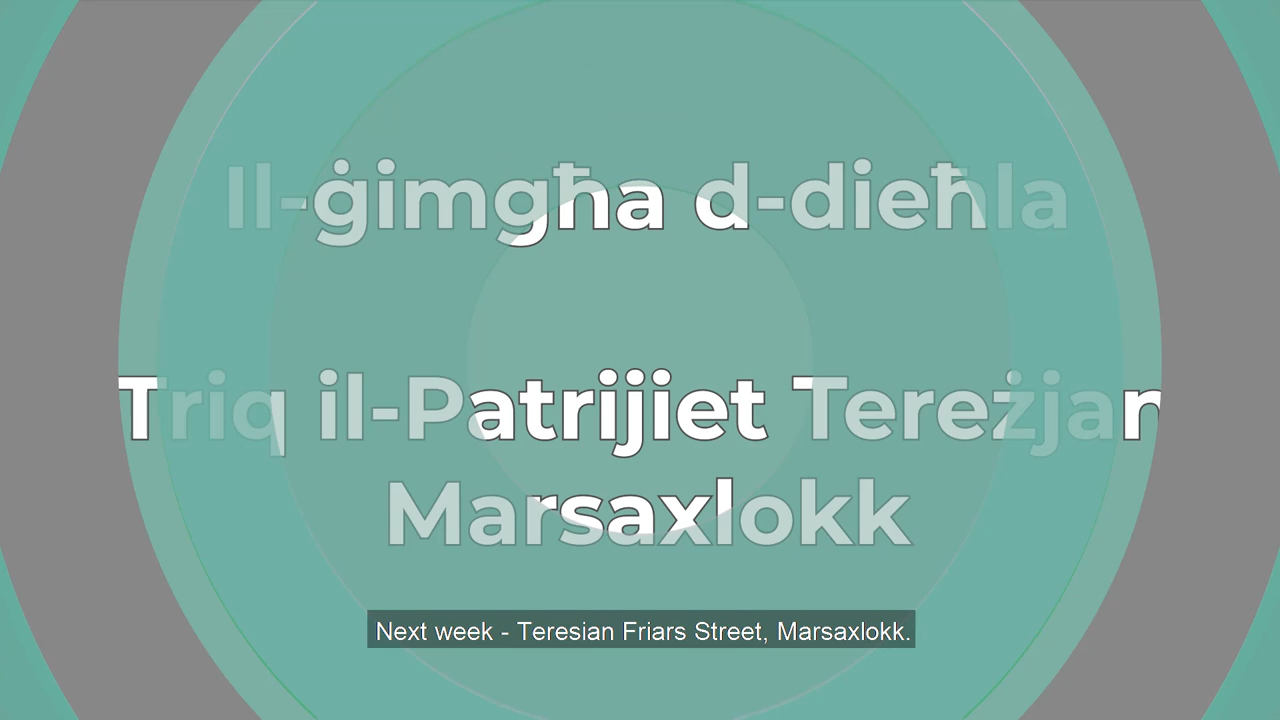 Il-ġimgħa d-dieħla
Triq il-Patrijiet Tereżjan
Marsaxlokk
Next week - Teresian Friars Street, Marsaxlokk.